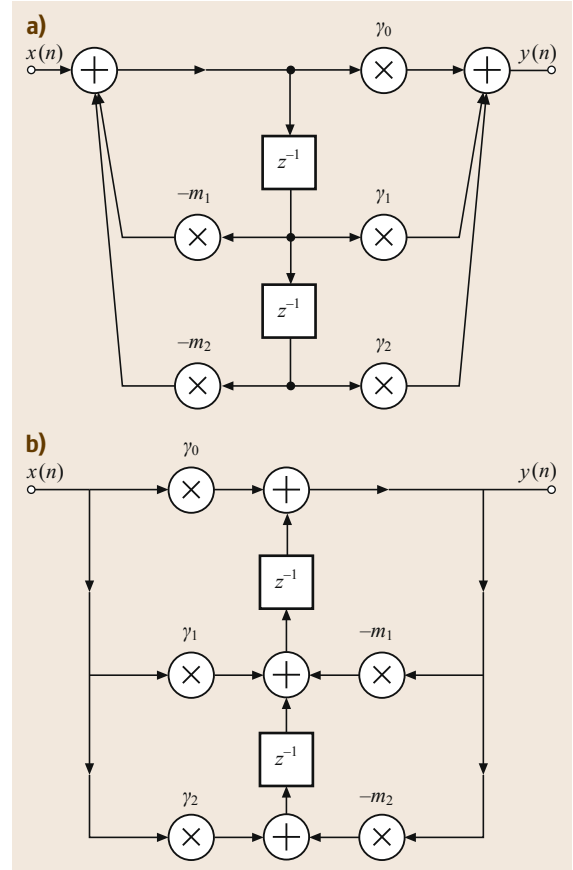 a)
γ₀
x(n) y(n)
z⁻¹
−m₁ γ₁
z⁻¹
−m₂ γ₂
b)
γ₀
x(n) y(n)
z⁻¹
γ₁ −m₁
z⁻¹
γ₂ −m₂